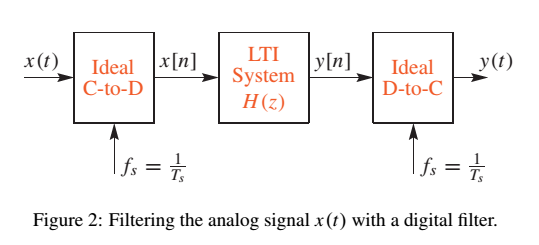 x(t) Ideal C-to-D x[n] LTI System H(z) y[n] Ideal D-to-C y(t)
f_s = 1/T_s f_s = 1/T_s
Figure 2: Filtering the analog signal x(t) with a digital filter.